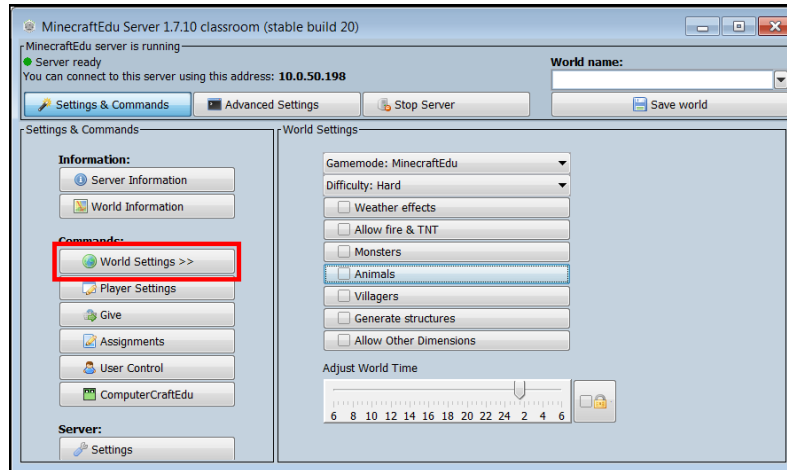 MinecraftEdu Server 1.7.10 classroom (stable build 20)
MinecraftEdu server is running
Server ready
You can connect to this server using this address: 10.0.50.198
World name:
Settings & Commands
Advanced Settings
Stop Server
Save world
Settings & Commands
Information:
Server Information
World Information
Commands:
World Settings >>
Player Settings
Give
Assignments
User Control
ComputerCraftEdu
Server:
Settings
World Settings
Gamemode: MinecraftEdu
Difficulty: Hard
Weather effects
Allow fire & TNT
Monsters
Animals
Villagers
Generate structures
Allow Other Dimensions
Adjust World Time
6 8 10 12 14 16 18 20 22 24 2 4 6